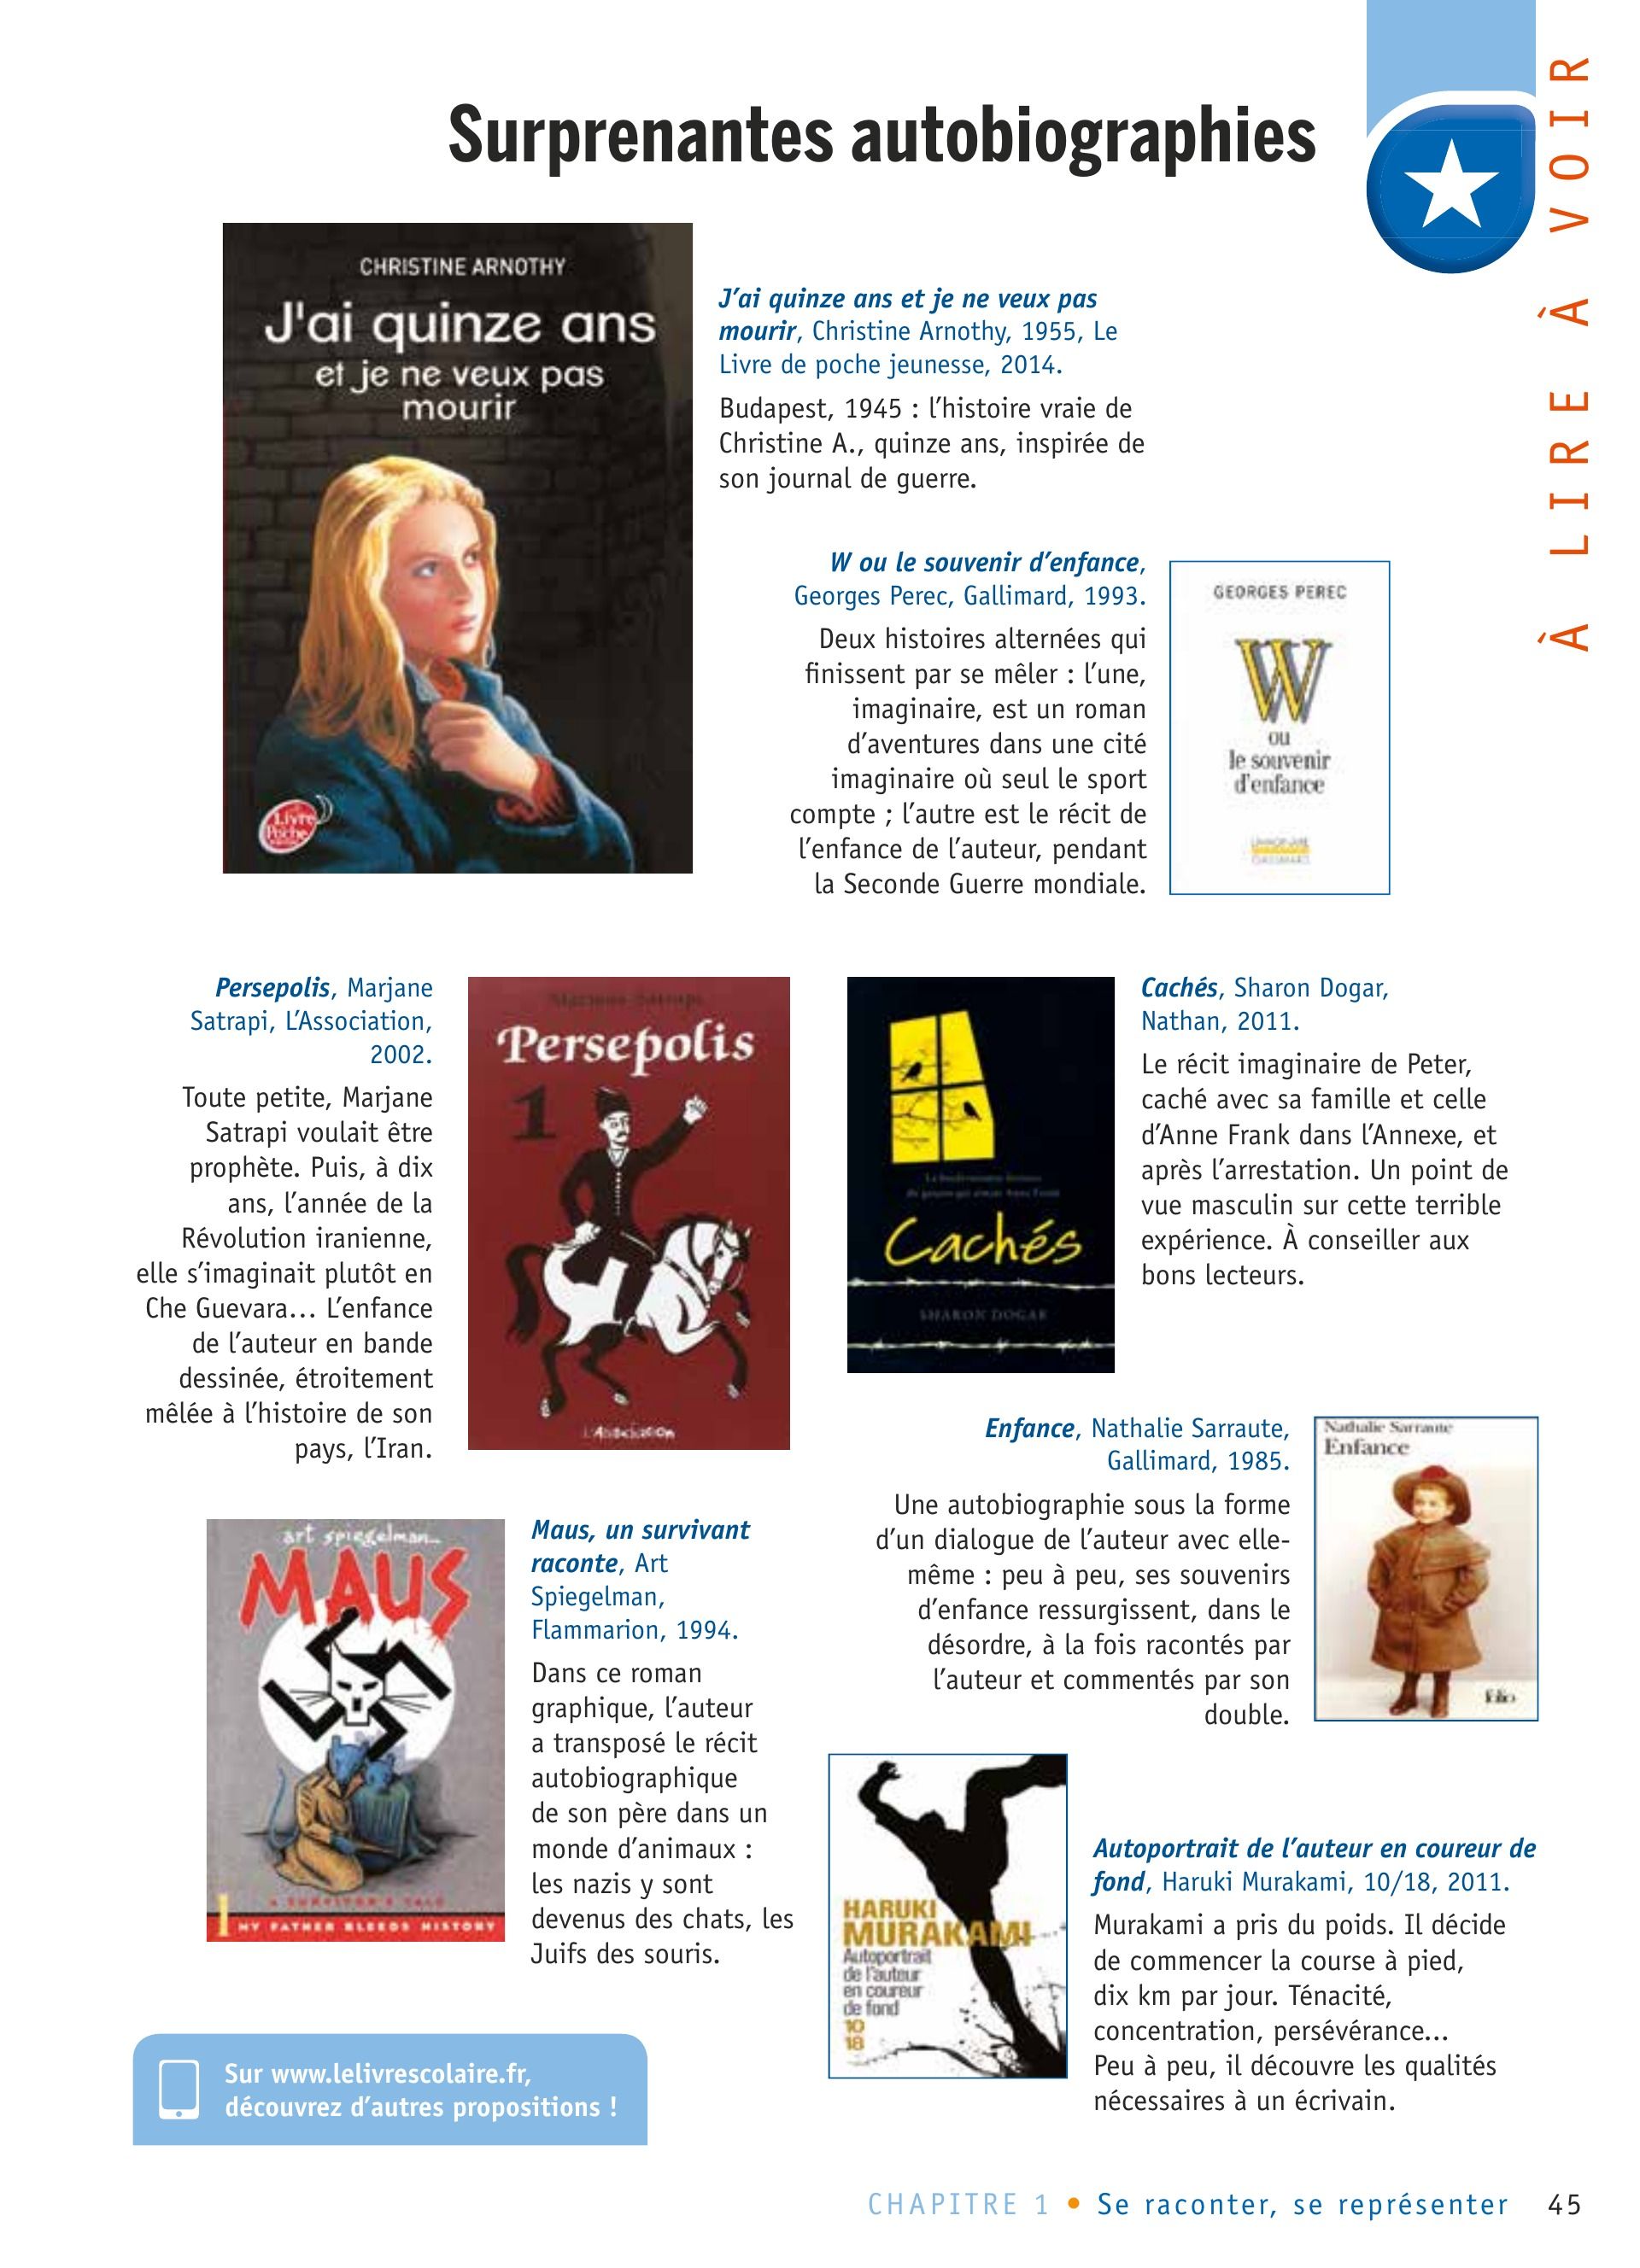 Surprenantes autobiographies
À LIRE À VOIR
CHRISTINE ARNOTHY
J'ai quinze ans
et je ne veux pas
mourir
Livre
Poche
J’ai quinze ans et je ne veux pas
mourir, Christine Arnothy, 1955, Le
Livre de poche jeunesse, 2014.
Budapest, 1945 : l’histoire vraie de
Christine A., quinze ans, inspirée de
son journal de guerre.
W ou le souvenir d’enfance,
Georges Perec, Gallimard, 1993.
Deux histoires alternées qui
finissent par se mêler : l’une,
imaginaire, est un roman
d’aventures dans une cité
imaginaire où seul le sport
compte ; l’autre est le récit de
l’enfance de l’auteur, pendant
la Seconde Guerre mondiale.
GEORGES PEREC
W
ou
le souvenir
d'enfance
Persepolis, Marjane
Satrapi, L’Association,
2002.
Toute petite, Marjane
Satrapi voulait être
prophète. Puis, à dix
ans, l’année de la
Révolution iranienne,
elle s’imaginait plutôt en
Che Guevara… L’enfance
de l’auteur en bande
dessinée, étroitement
mêlée à l’histoire de son
pays, l’Iran.
Marjane Satrapi
Persepolis
1
L'Association
Cachés
SHARON DOGAR
Cachés, Sharon Dogar,
Nathan, 2011.
Le récit imaginaire de Peter,
caché avec sa famille et celle
d’Anne Frank dans l’Annexe, et
après l’arrestation. Un point de
vue masculin sur cette terrible
expérience. À conseiller aux
bons lecteurs.
Enfance, Nathalie Sarraute,
Gallimard, 1985.
Une autobiographie sous la forme
d’un dialogue de l’auteur avec elle-
même : peu à peu, ses souvenirs
d’enfance ressurgissent, dans le
désordre, à la fois racontés par
l’auteur et commentés par son
double.
Nathalie Sarraute
Enfance
folio
art spiegelman
MAUS
A SURVIVOR'S TALE
1 MY FATHER BLEEDS HISTORY
Maus, un survivant
raconte, Art
Spiegelman,
Flammarion, 1994.
Dans ce roman
graphique, l’auteur
a transposé le récit
autobiographique
de son père dans un
monde d’animaux :
les nazis y sont
devenus des chats, les
Juifs des souris.
HARUKI
MURAKAMI
Autoportrait
de l'auteur
en coureur
de fond
10
18
Autoportrait de l’auteur en coureur de
fond, Haruki Murakami, 10/18, 2011.
Murakami a pris du poids. Il décide
de commencer la course à pied,
dix km par jour. Ténacité,
concentration, persévérance…
Peu à peu, il découvre les qualités
nécessaires à un écrivain.
Sur www.lelivrescolaire.fr,
découvrez d’autres propositions !
CHAPITRE 1 • Se raconter, se représenter 45